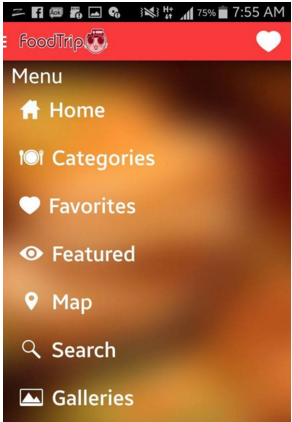 75% 7:55 AM
FoodTrip
Menu
Home
Categories
Favorites
Featured
Map
Search
Galleries